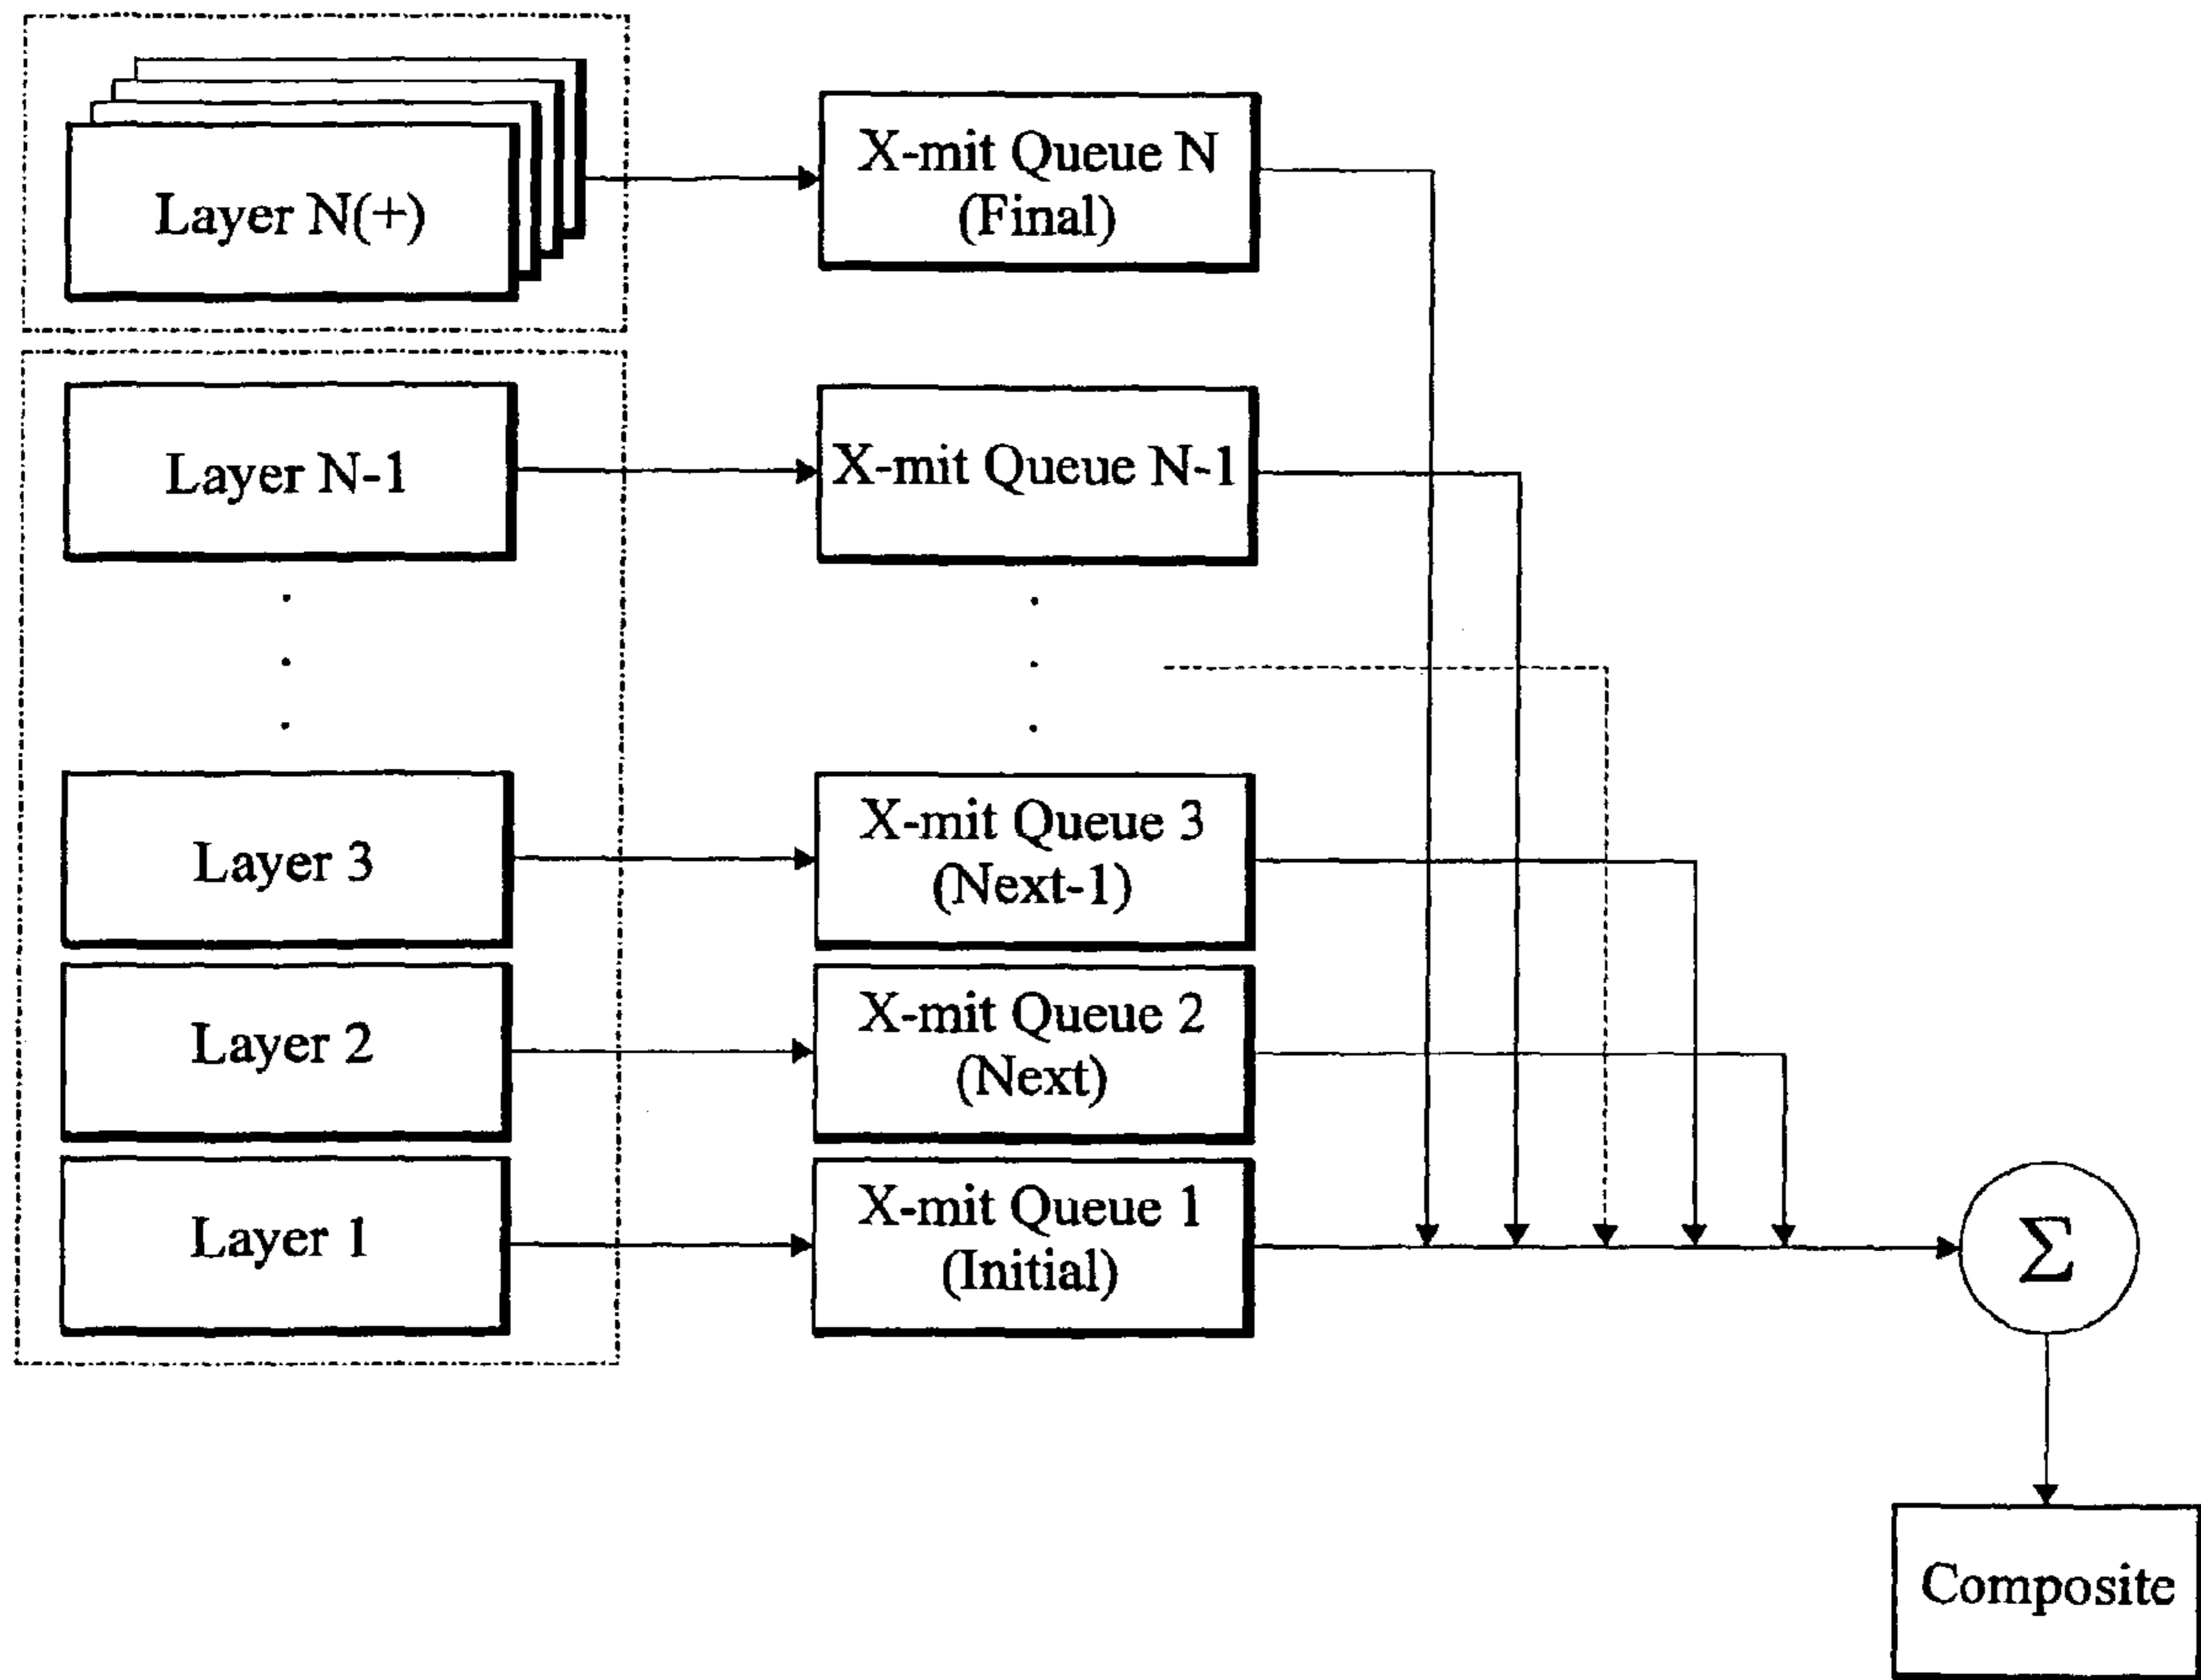 Layer N(+)
X-mit Queue N
(Final)
Layer N-1
X-mit Queue N-1
Layer 3
X-mit Queue 3
(Next-1)
Layer 2
X-mit Queue 2
(Next)
Layer 1
X-mit Queue 1
(Initial)
Σ
Composite